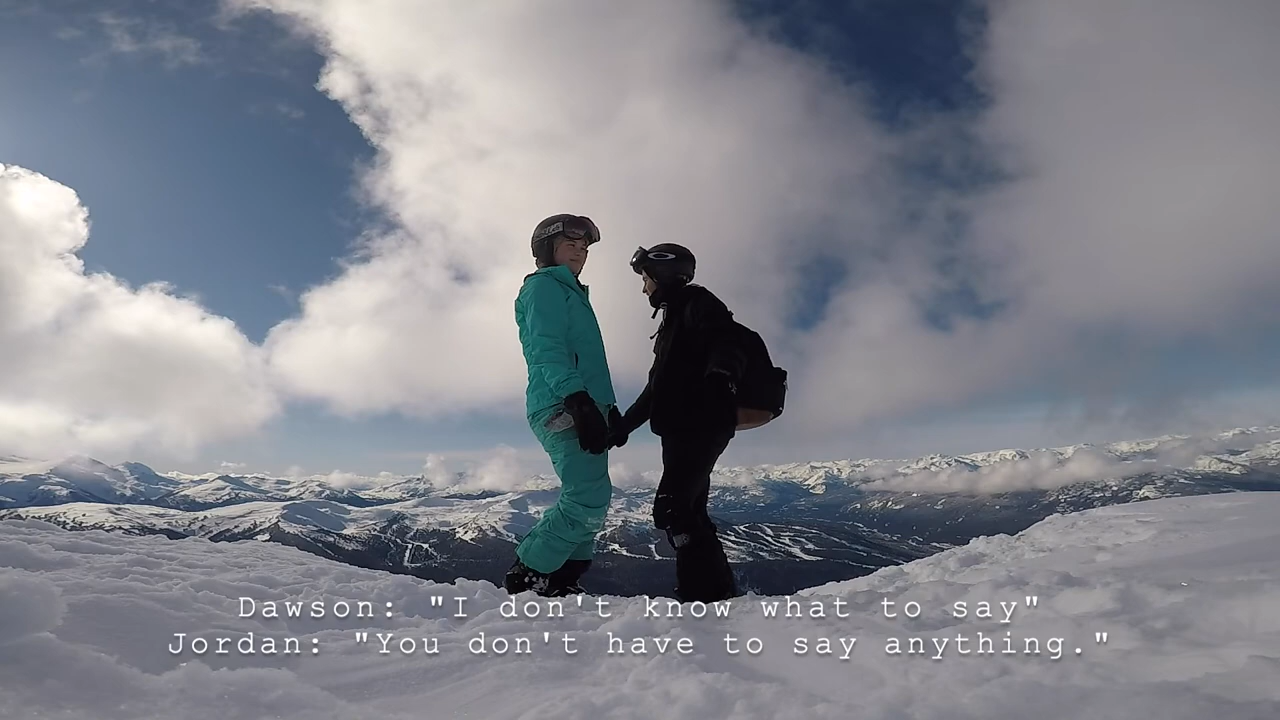 Dawson: "I don't know what to say"
Jordan: "You don't have to say anything."